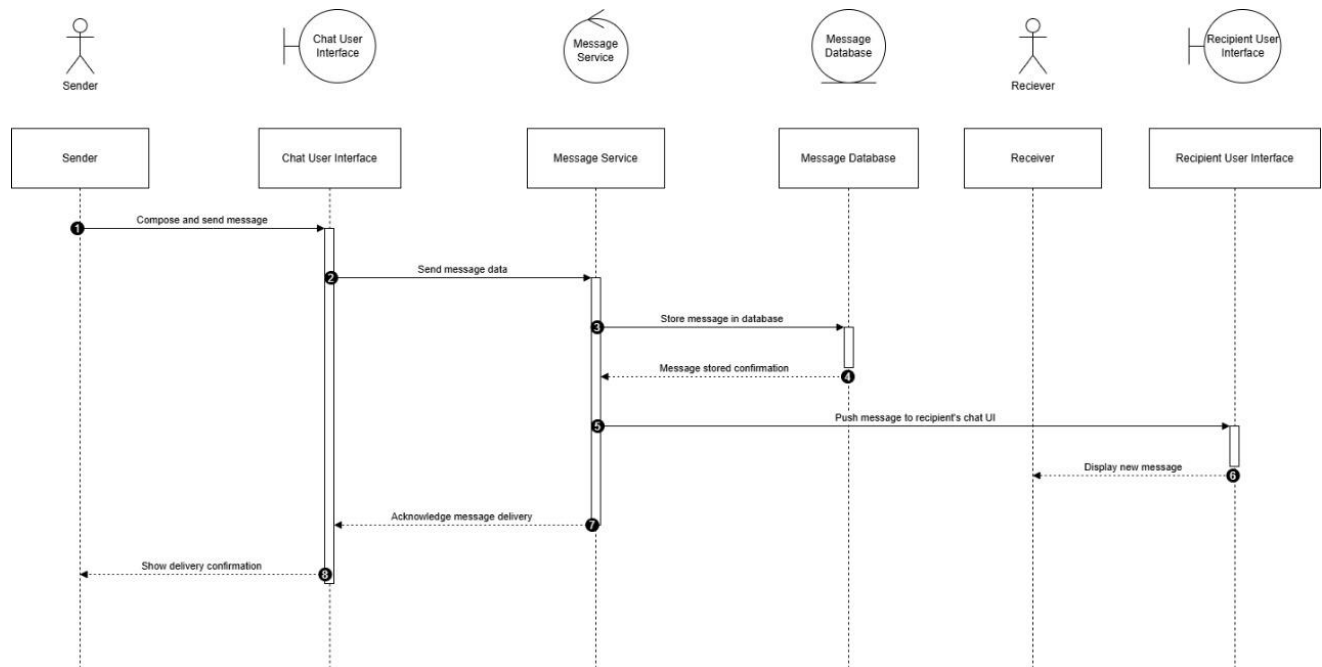 Sender
Chat User
Interface
Message
Service
Message
Database
Reciever
Recipient User
Interface
Sender
Chat User Interface
Message Service
Message Database
Receiver
Recipient User Interface
Compose and send message
1
Send message data
2
Store message in database
3
Message stored confirmation
4
Push message to recipient's chat UI
5
Display new message
6
Acknowledge message delivery
7
Show delivery confirmation
8